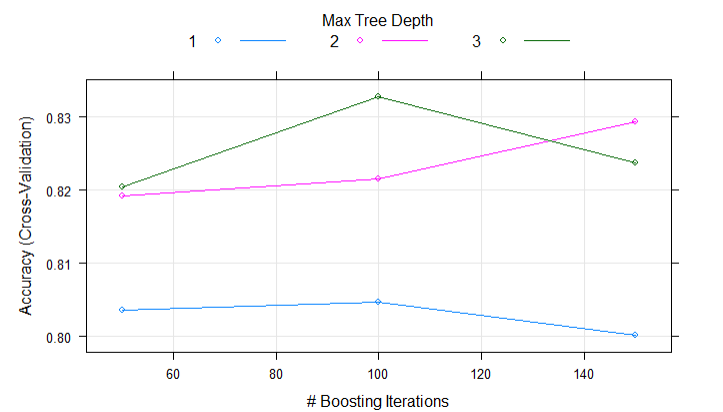 Max Tree Depth
1 2 3
Accuracy (Cross-Validation)
0.83
0.82
0.81
0.80
60 80 100 120 140
# Boosting Iterations